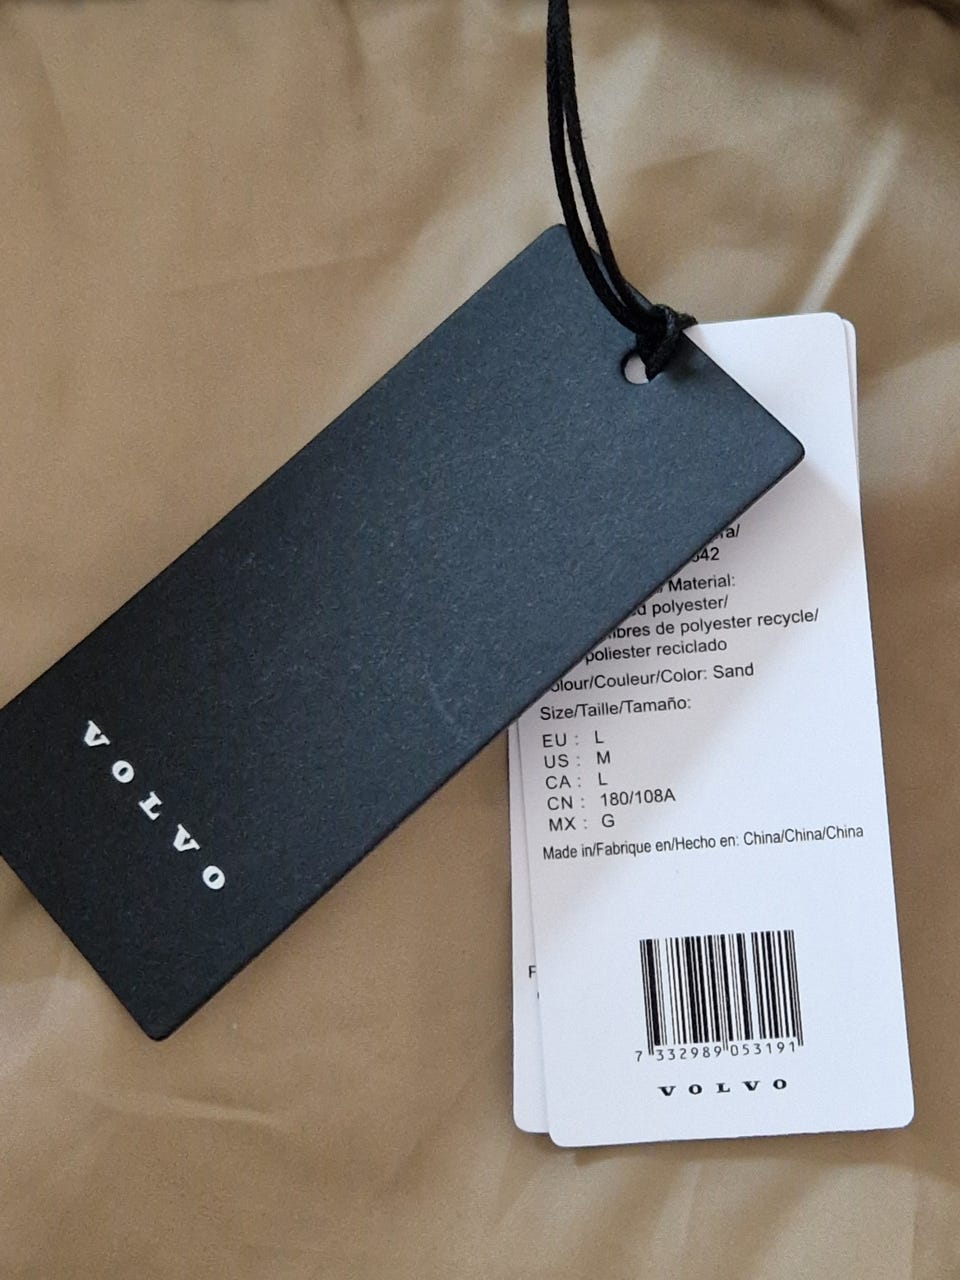 VOLVO
Material:
polyester/
de polyester recycle/
poliester reciclado
Colour/Couleur/Color: Sand
Size/Taille/Tamaño:
EU : L
US : M
CA : L
CN : 180/108A
MX : G
Made in/Fabrique en/Hecho en: China/China/China
7 332989 053191
VOLVO